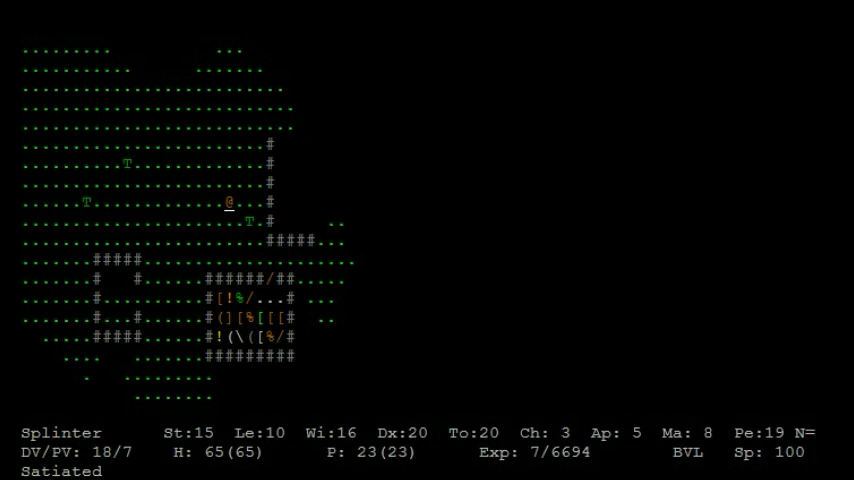 Splinter St:15 Le:10 Wi:16 Dx:20 To:20 Ch: 3 Ap: 5 Ma: 8 Pe:19 N=
DV/PV: 18/7 H: 65(65) P: 23(23) Exp: 7/6694 BVL Sp: 100
Satiated